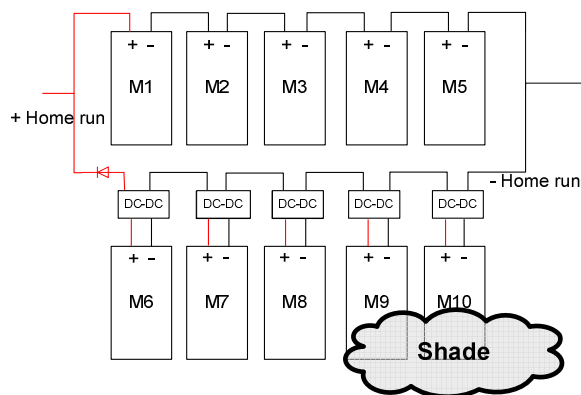 + - + - + - + - + -
M1 M2 M3 M4 M5
+ Home run
- Home run
DC-DC DC-DC DC-DC DC-DC DC-DC
+ - + - + - + - + -
M6 M7 M8 M9 M10
Shade